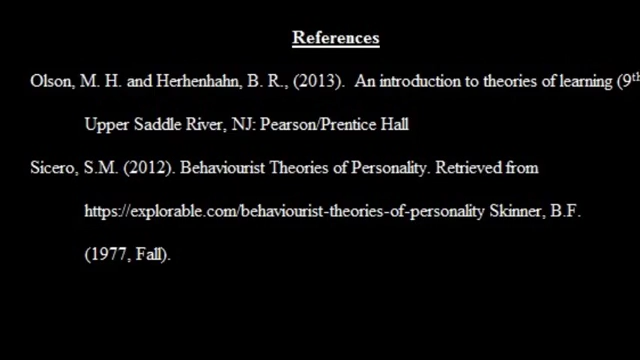 References
Olson, M. H. and Herhenhahn, B. R., (2013). An introduction to theories of learning (9th
Upper Saddle River, NJ: Pearson/Prentice Hall
Sicero, S.M. (2012). Behaviourist Theories of Personality. Retrieved from
https://explorable.com/behaviourist-theories-of-personality Skinner, B.F.
(1977, Fall).